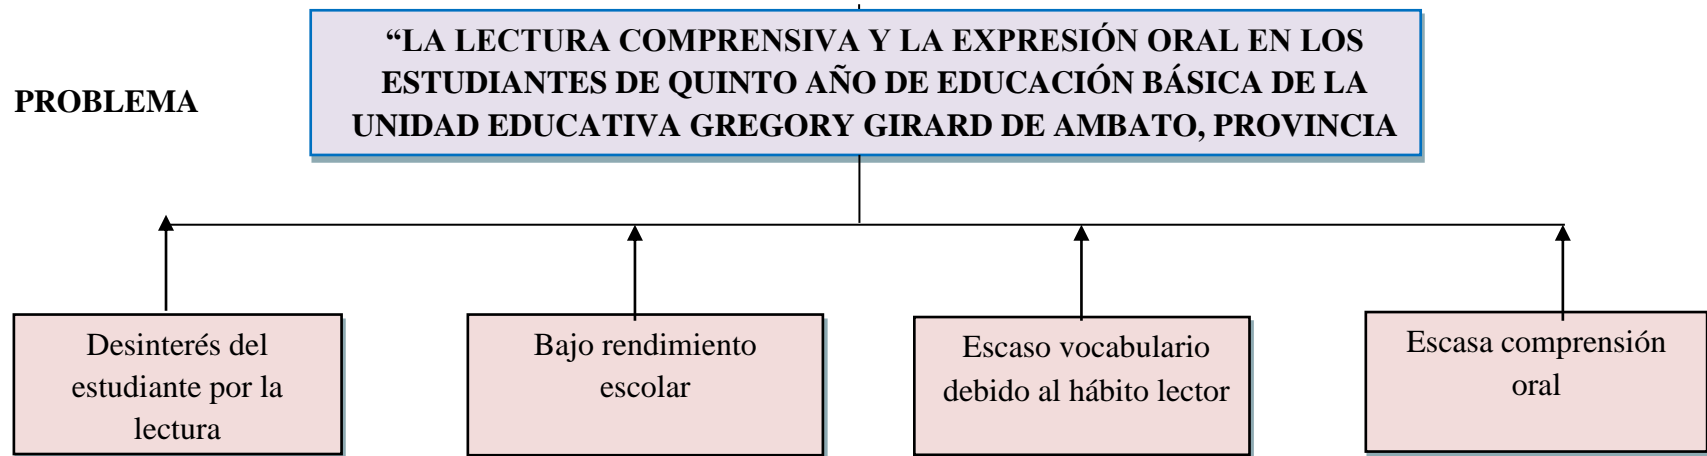 “LA LECTURA COMPRENSIVA Y LA EXPRESIÓN ORAL EN LOS
ESTUDIANTES DE QUINTO AÑO DE EDUCACIÓN BÁSICA DE LA
UNIDAD EDUCATIVA GREGORY GIRARD DE AMBATO, PROVINCIA
PROBLEMA
Desinterés del
estudiante por la
lectura
Bajo rendimiento
escolar
Escaso vocabulario
debido al hábito lector
Escasa comprensión
oral